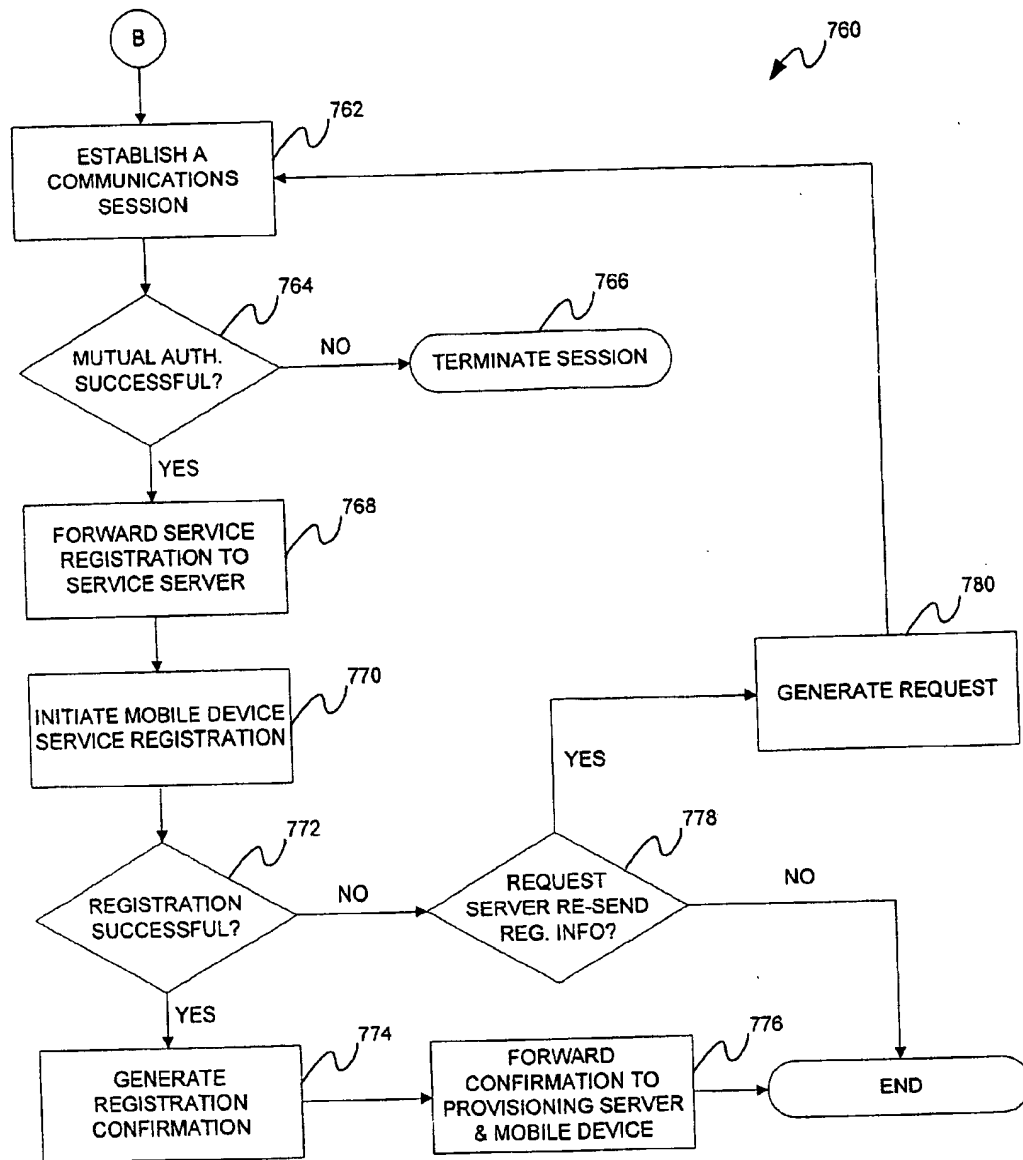 B
760
762
ESTABLISH A
COMMUNICATIONS
SESSION
764
766
MUTUAL AUTH.
SUCCESSFUL?
NO
TERMINATE SESSION
YES
768
FORWARD SERVICE
REGISTRATION TO
SERVICE SERVER
780
GENERATE REQUEST
770
INITIATE MOBILE DEVICE
SERVICE REGISTRATION
YES
772
778
REGISTRATION
SUCCESSFUL?
NO
REQUEST
SERVER RE-SEND
REG. INFO?
NO
YES
774
776
GENERATE
REGISTRATION
CONFIRMATION
FORWARD
CONFIRMATION TO
PROVISIONING SERVER
& MOBILE DEVICE
END